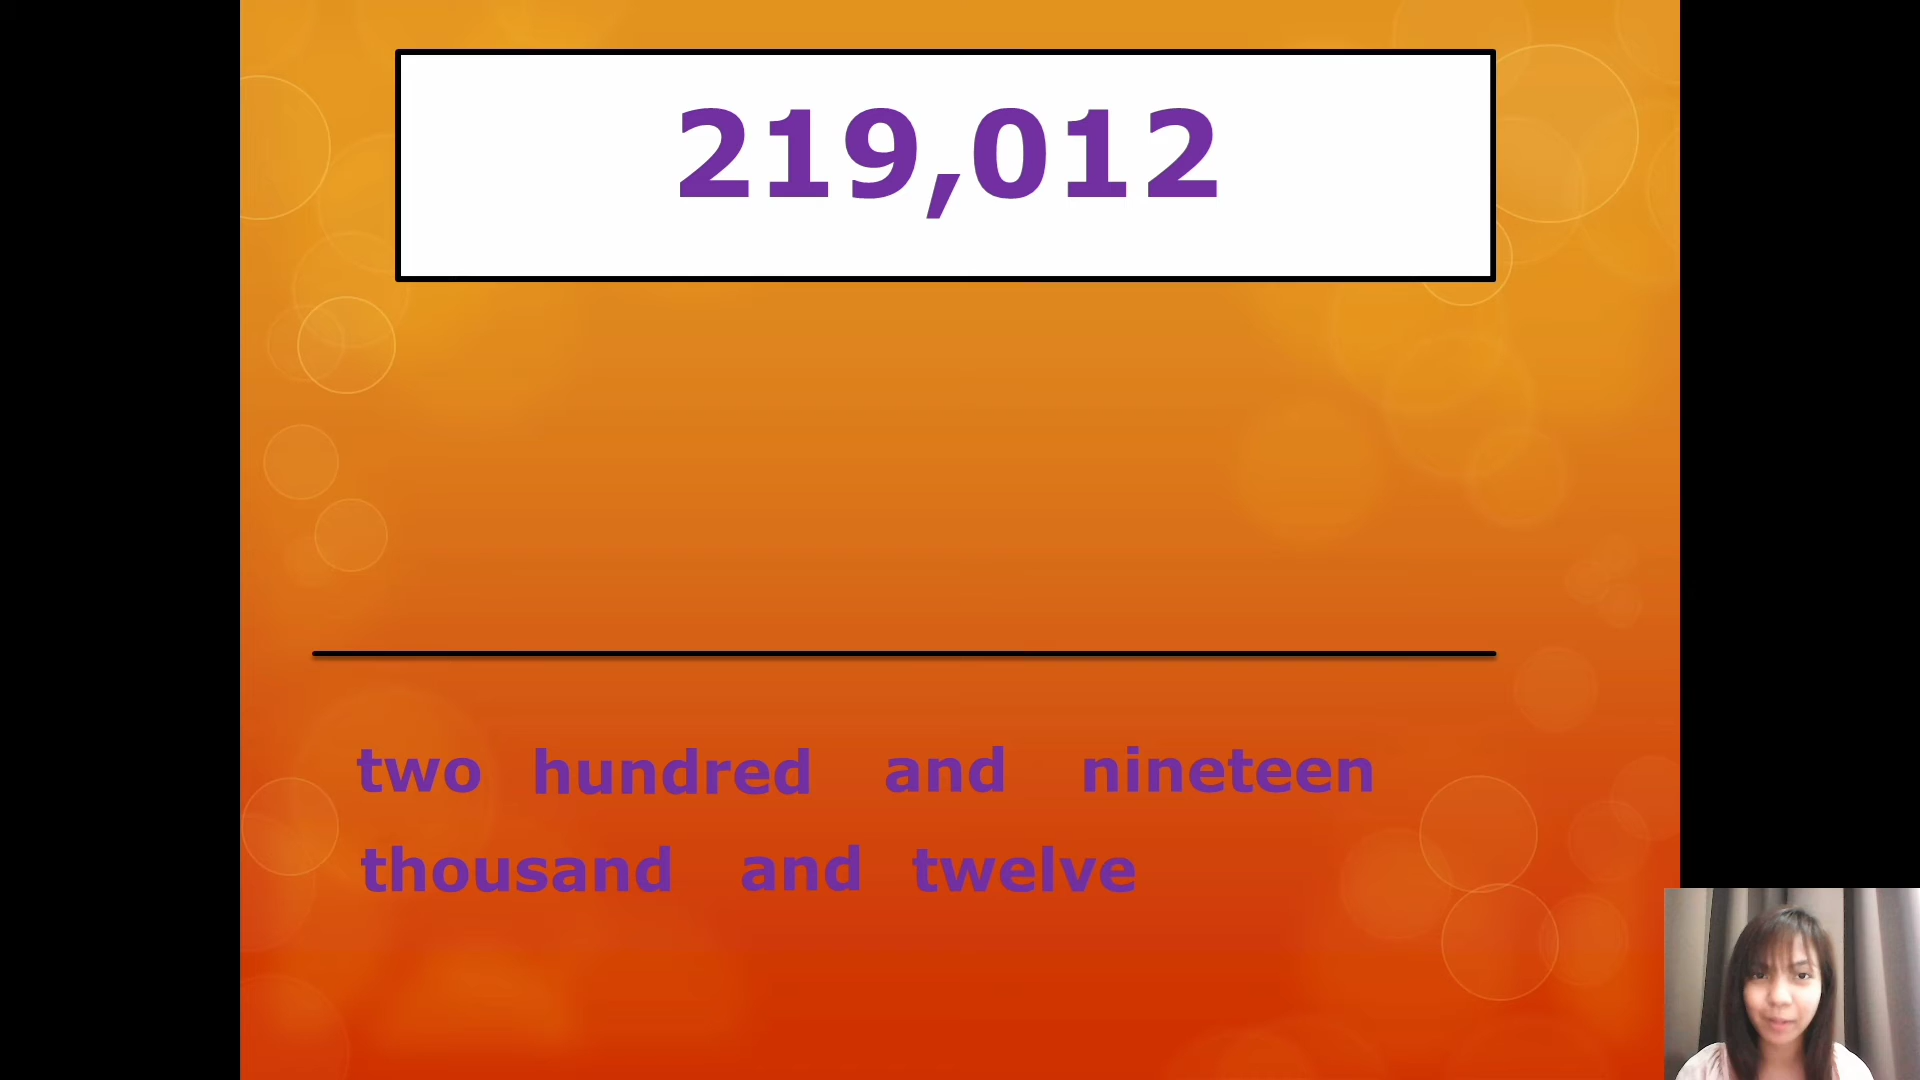 219,012
two hundred and nineteen
thousand and twelve